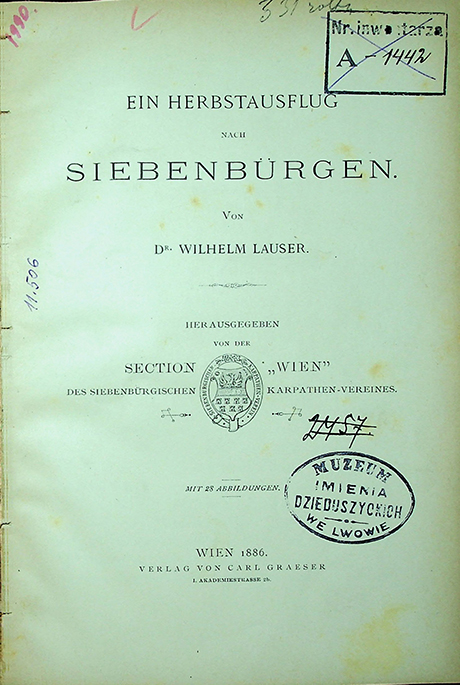 1990.
Nr. inwentarza
A - 1442
EIN HERBSTAUSFLUG
NACH
SIEBENBÜRGEN.
VON
DR. WILHELM LAUSER.
11.506
HERAUSGEGEBEN
VON DER
SECTION „WIEN”
DES SIEBENBÜRGISCHEN KARPATHEN-VEREINES.
2457.
MIT 28 ABBILDUNGEN.
MUZEUM
IMIENIA
DZIEDUSZYCKICH
WE LWOWIE
WIEN 1886.
VERLAG VON CARL GRAESER
I. AKADEMIESTRASSE 2b.